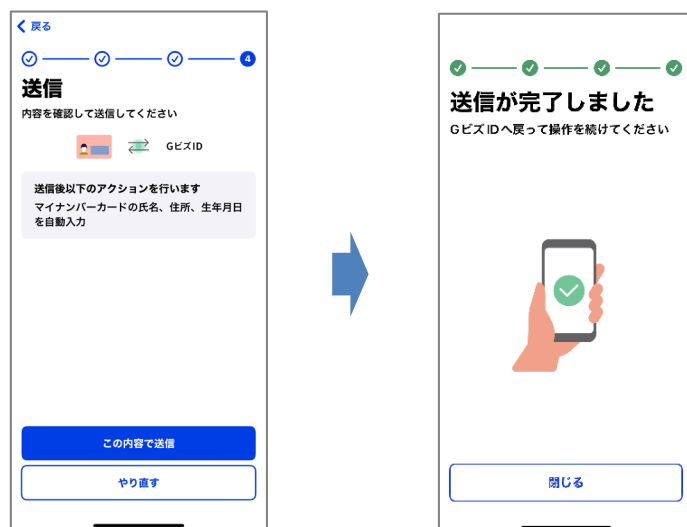 戻る
4
送信
内容を確認して送信してください
GビズID
送信後以下のアクションを行います
マイナンバーカードの氏名、住所、生年月日
を自動入力
この内容で送信
やり直す
送信が完了しました
GビズIDへ戻って操作を続けてください
閉じる